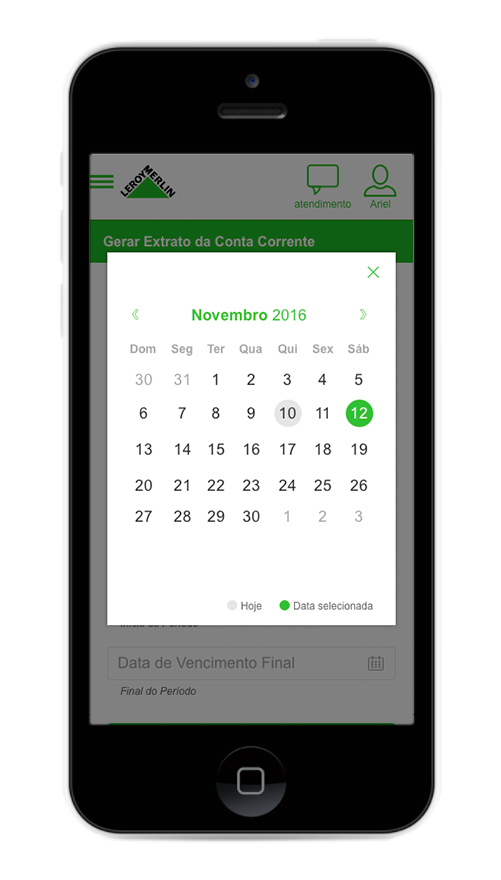 LEROY MERLIN
atendimento
Ariel
Gerar Extrato da Conta Corrente
Novembro 2016
Dom Seg Ter Qua Qui Sex Sáb
30 31 1 2 3 4 5
6 7 8 9 10 11 12
13 14 15 16 17 18 19
20 21 22 23 24 25 26
27 28 29 30 1 2 3
Hoje
Data selecionada
Início do Período
Data de Vencimento Final
Final do Período